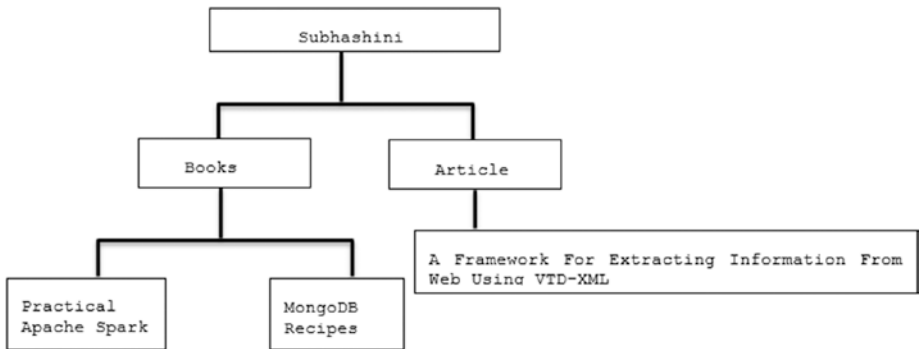 Subhashini
Books
Article
A Framework For Extracting Information From
Web Using VTD-XML
Practical
Apache Spark
MongoDB
Recipes